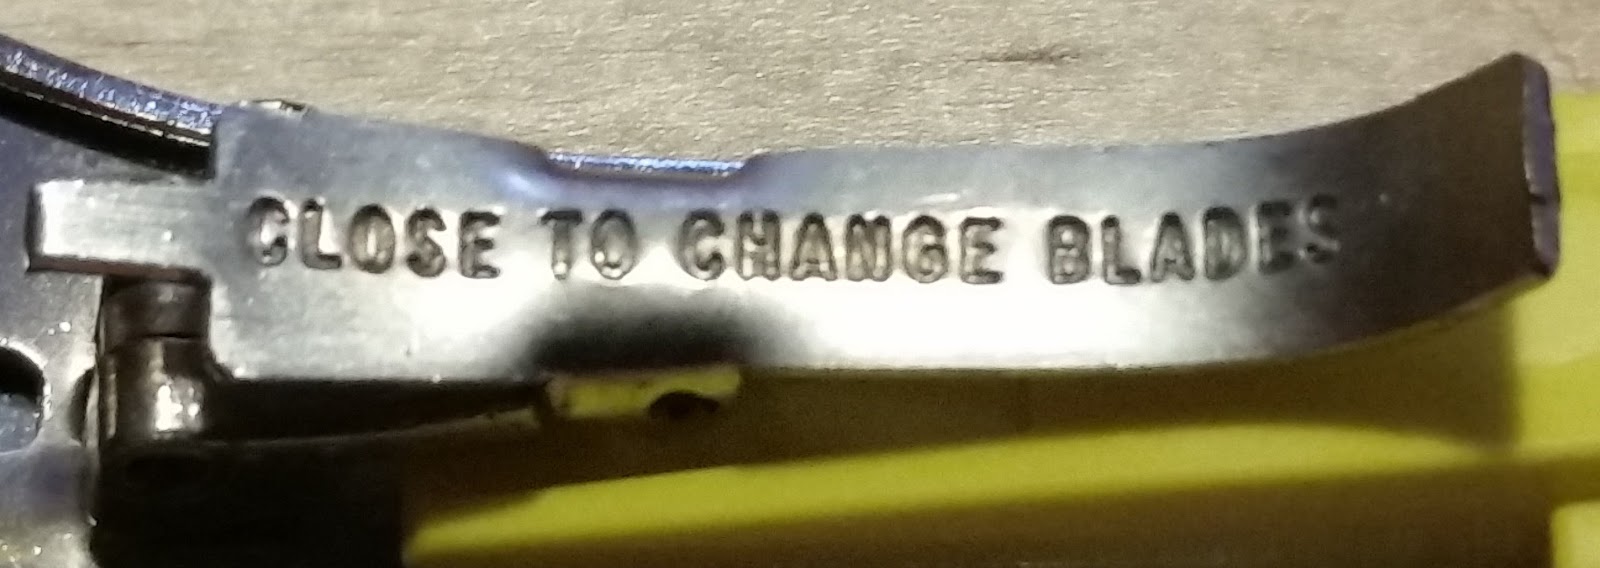 CLOSE TO CHANGE BLADES